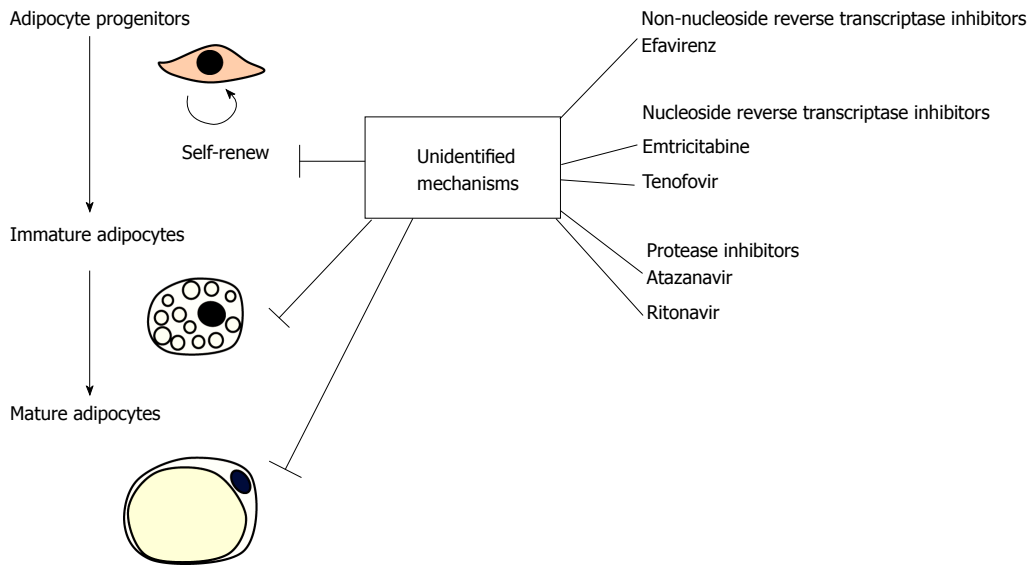 Adipocyte progenitors
Self-renew
Immature adipocytes
Mature adipocytes
Unidentified
mechanisms
Non-nucleoside reverse transcriptase inhibitors
Efavirenz
Nucleoside reverse transcriptase inhibitors
Emtricitabine
Tenofovir
Protease inhibitors
Atazanavir
Ritonavir